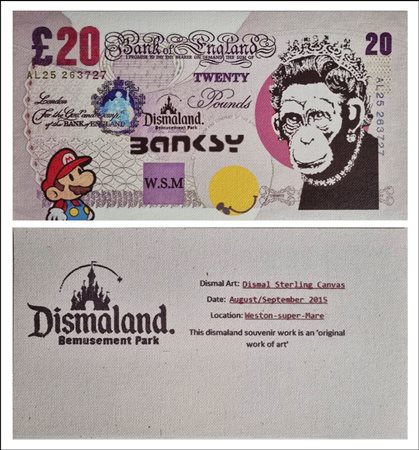 £20
Bank of England
I PROMISE TO PAY THE BEARER ON DEMAND THE SUM OF
20
AL25 263727
TWENTY
Pounds
AL25 263727
London
For the Gov.r and Comp.a
of the BANK of ENGLAND
Dismaland
Bemusement Park
BANKSY
W.S.M
Dismaland.
Bemusement Park
Dismal Art: Dismal Sterling Canvas
Date: August/September 2015
Location: Weston-super-Mare
This dismaland souvenir work is an 'original
work of art'